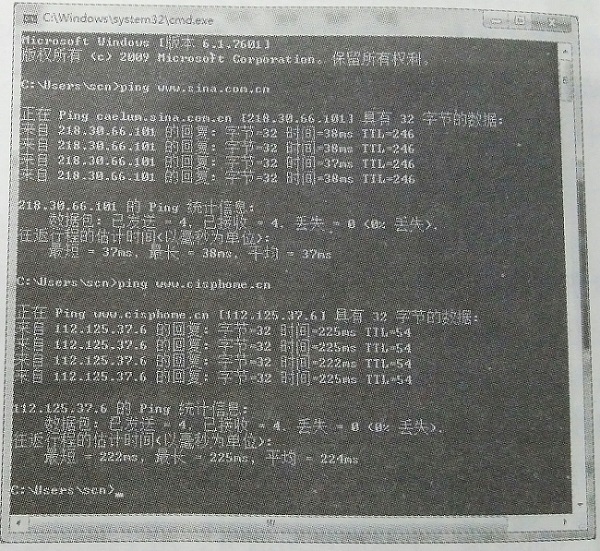 C:\Windows\system32\cmd.exe
Microsoft Windows [版本 6.1.7601]
版权所有 (c) 2009 Microsoft Corporation。保留所有权利。
C:\Users\scn>ping www.sina.com.cn
正在 Ping caelum.sina.com.cn [218.30.66.101] 具有 32 字节的数据:
来自 218.30.66.101 的回复: 字节=32 时间=38ms TTL=246
来自 218.30.66.101 的回复: 字节=32 时间=38ms TTL=246
来自 218.30.66.101 的回复: 字节=32 时间=37ms TTL=246
来自 218.30.66.101 的回复: 字节=32 时间=38ms TTL=246
218.30.66.101 的 Ping 统计信息:
数据包: 已发送 = 4，已接收 = 4，丢失 = 0 (0% 丢失)，
往返行程的估计时间(以毫秒为单位):
最短 = 37ms，最长 = 38ms，平均 = 37ms
C:\Users\scn>ping www.cisphome.cn
正在 Ping www.cisphome.cn [112.125.37.6] 具有 32 字节的数据:
来自 112.125.37.6 的回复: 字节=32 时间=225ms TTL=54
来自 112.125.37.6 的回复: 字节=32 时间=225ms TTL=54
来自 112.125.37.6 的回复: 字节=32 时间=222ms TTL=54
来自 112.125.37.6 的回复: 字节=32 时间=225ms TTL=54
112.125.37.6 的 Ping 统计信息:
数据包: 已发送 = 4，已接收 = 4，丢失 = 0 (0% 丢失)，
往返行程的估计时间(以毫秒为单位):
最短 = 222ms，最长 = 225ms，平均 = 224ms
C:\Users\scn>_